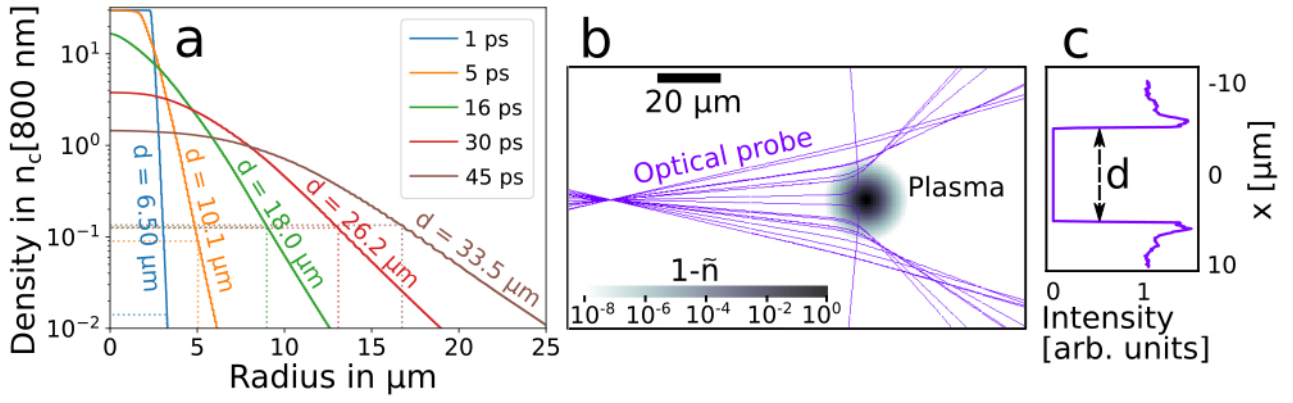 a
Density in n_c[800 nm]
10¹
10⁰
10⁻¹
10⁻²
1 ps
5 ps
16 ps
30 ps
45 ps
d = 6.50 μm
d = 10.1 μm
d = 18.0 μm
d = 26.2 μm
d = 33.5 μm
0
5
10
15
20
25
Radius in μm
b
20 μm
Optical probe
Plasma
1-ñ
10⁻⁸
10⁻⁶
10⁻⁴
10⁻²
10⁰
c
d
-10
0
10
x [μm]
0
1
Intensity
[arb. units]